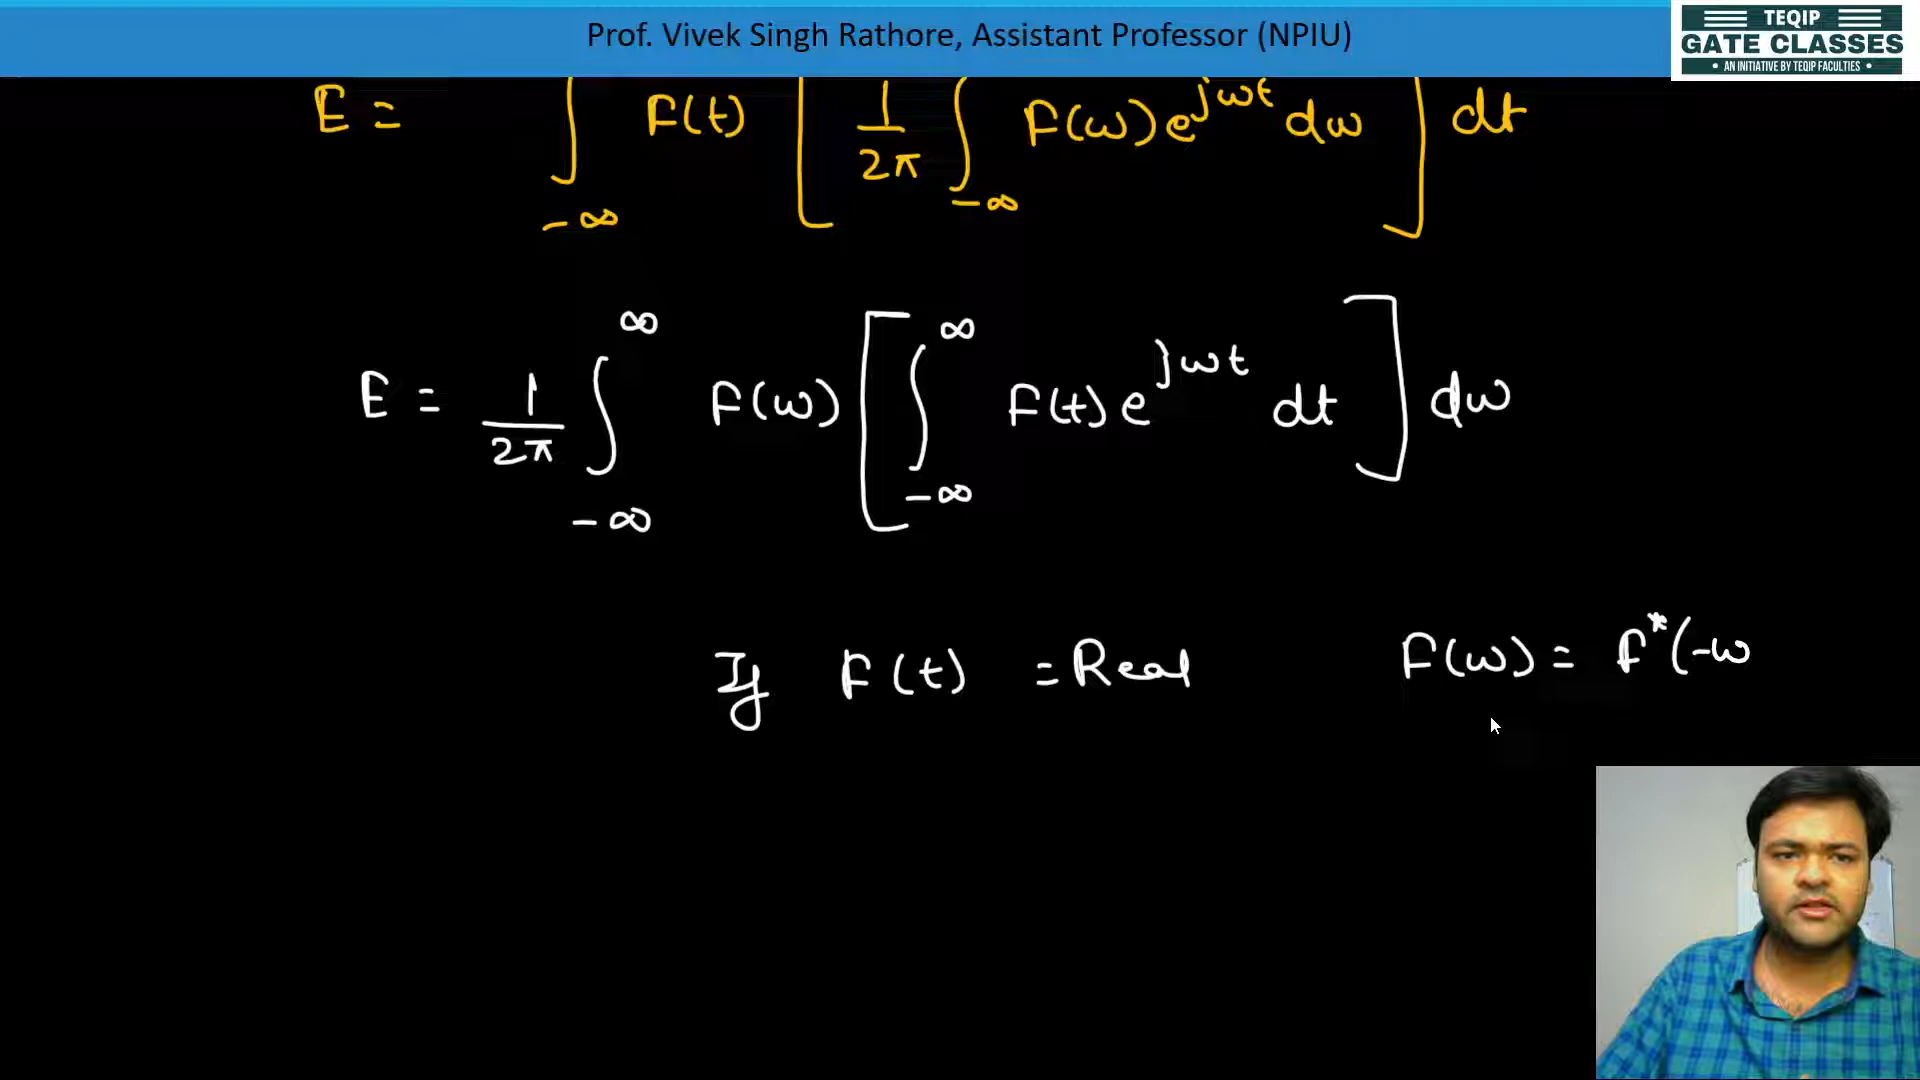 Prof. Vivek Singh Rathore, Assistant Professor (NPIU)
TEQIP
GATE CLASSES
• AN INITIATIVE BY TEQIP FACULTIES •
E = ∫_{-∞} F(t) [ 1/2π ∫_{-∞} F(ω) e^{jωt} dω ] dt
E = 1/2π ∫_{-∞}^{∞} F(ω) [ ∫_{-∞}^{∞} F(t) e^{jωt} dt ] dω
If F(t) = Real F(ω) = F*(-ω